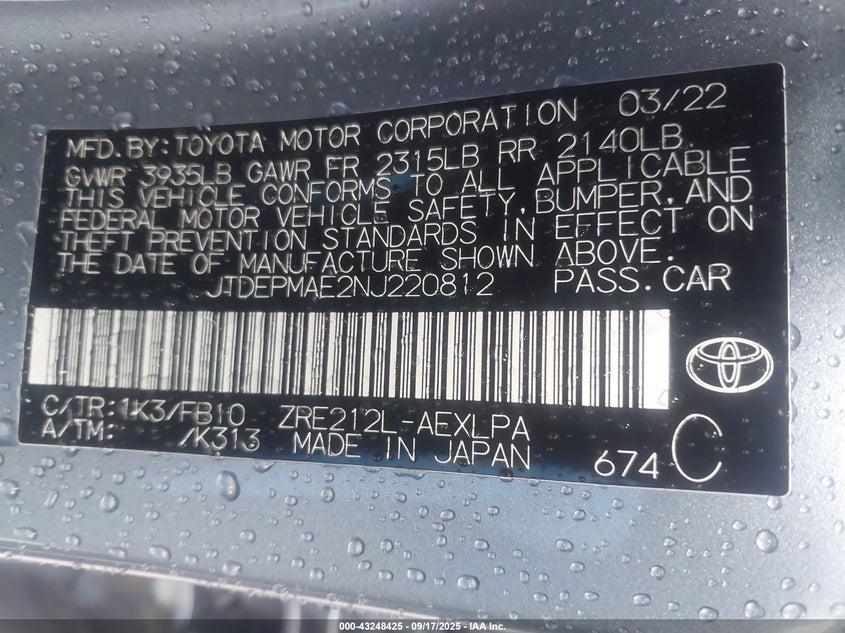 MFD.BY:TOYOTA MOTOR CORPORATION 03/22
GVWR 3935LB GAWR FR 2315LB RR 2140LB
THIS VEHICLE CONFORMS TO ALL APPLICABLE
FEDERAL MOTOR VEHICLE SAFETY,BUMPER,AND
THEFT PREVENTION STANDARDS IN EFFECT ON
THE DATE OF MANUFACTURE SHOWN ABOVE.
JTDEPMAE2NJ220812 PASS.CAR
C/TR:1K3/FB10 ZRE212L-AEXLPA
A/TM: /K313 MADE IN JAPAN 674 C
000-43248425 - 09/17/2025 - IAA Inc.